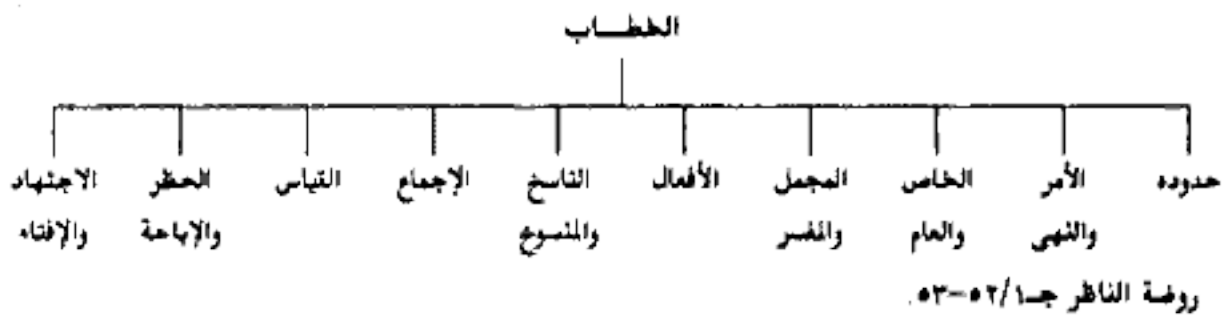 الخطاب
حدوده الأمر الخاص المجمل الأفعال الناسخ الإجماع القياس الحظر الاجتهاد
والنهى والعام والمفسر والمنسوخ والإباحة والإفتاء
روضة الناظر جـ١/٥٢-٥٣